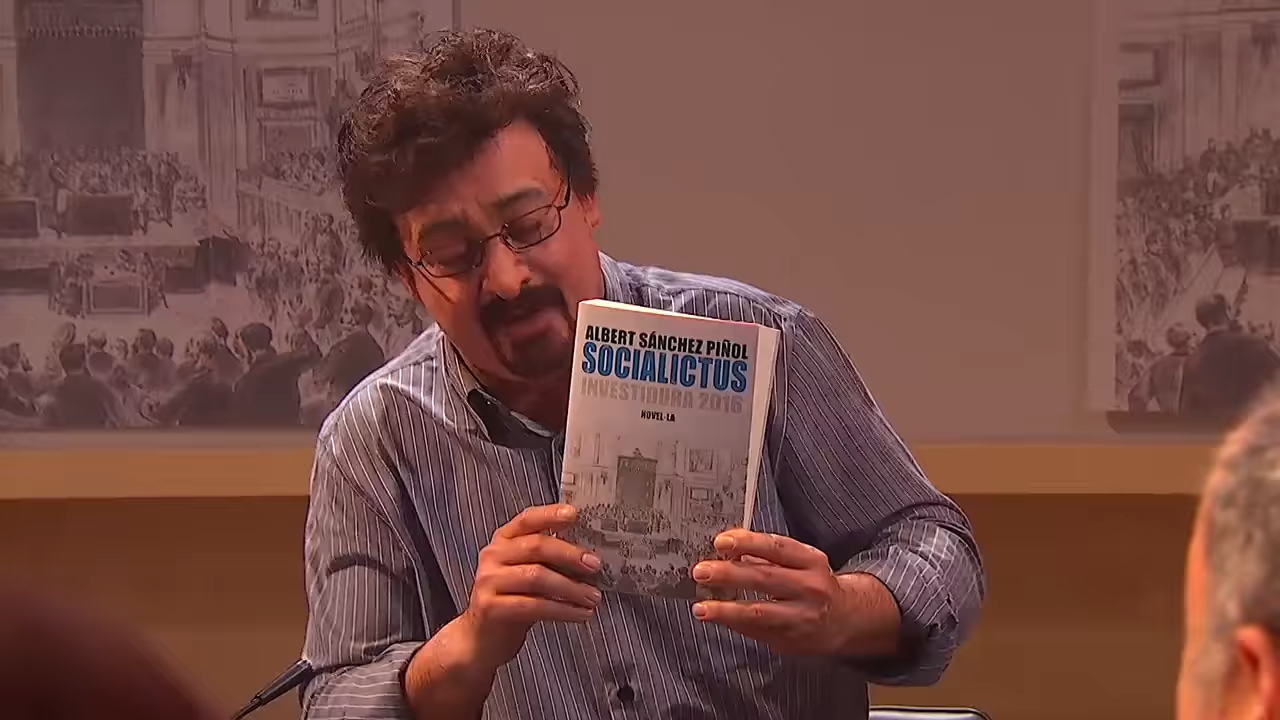 ALBERT SÁNCHEZ PIÑOL
SOCIALICTUS
INVESTIDURA 2016
NOVEL·LA